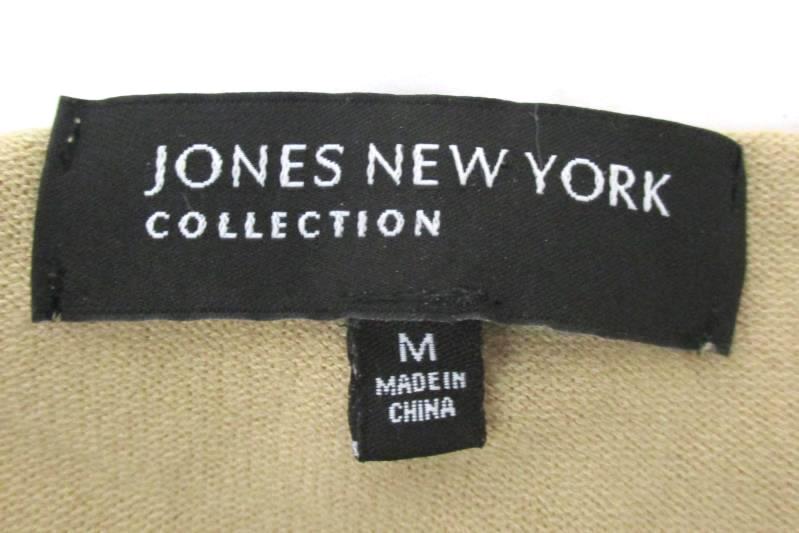 JONES NEW YORK
COLLECTION
M
MADE IN
CHINA